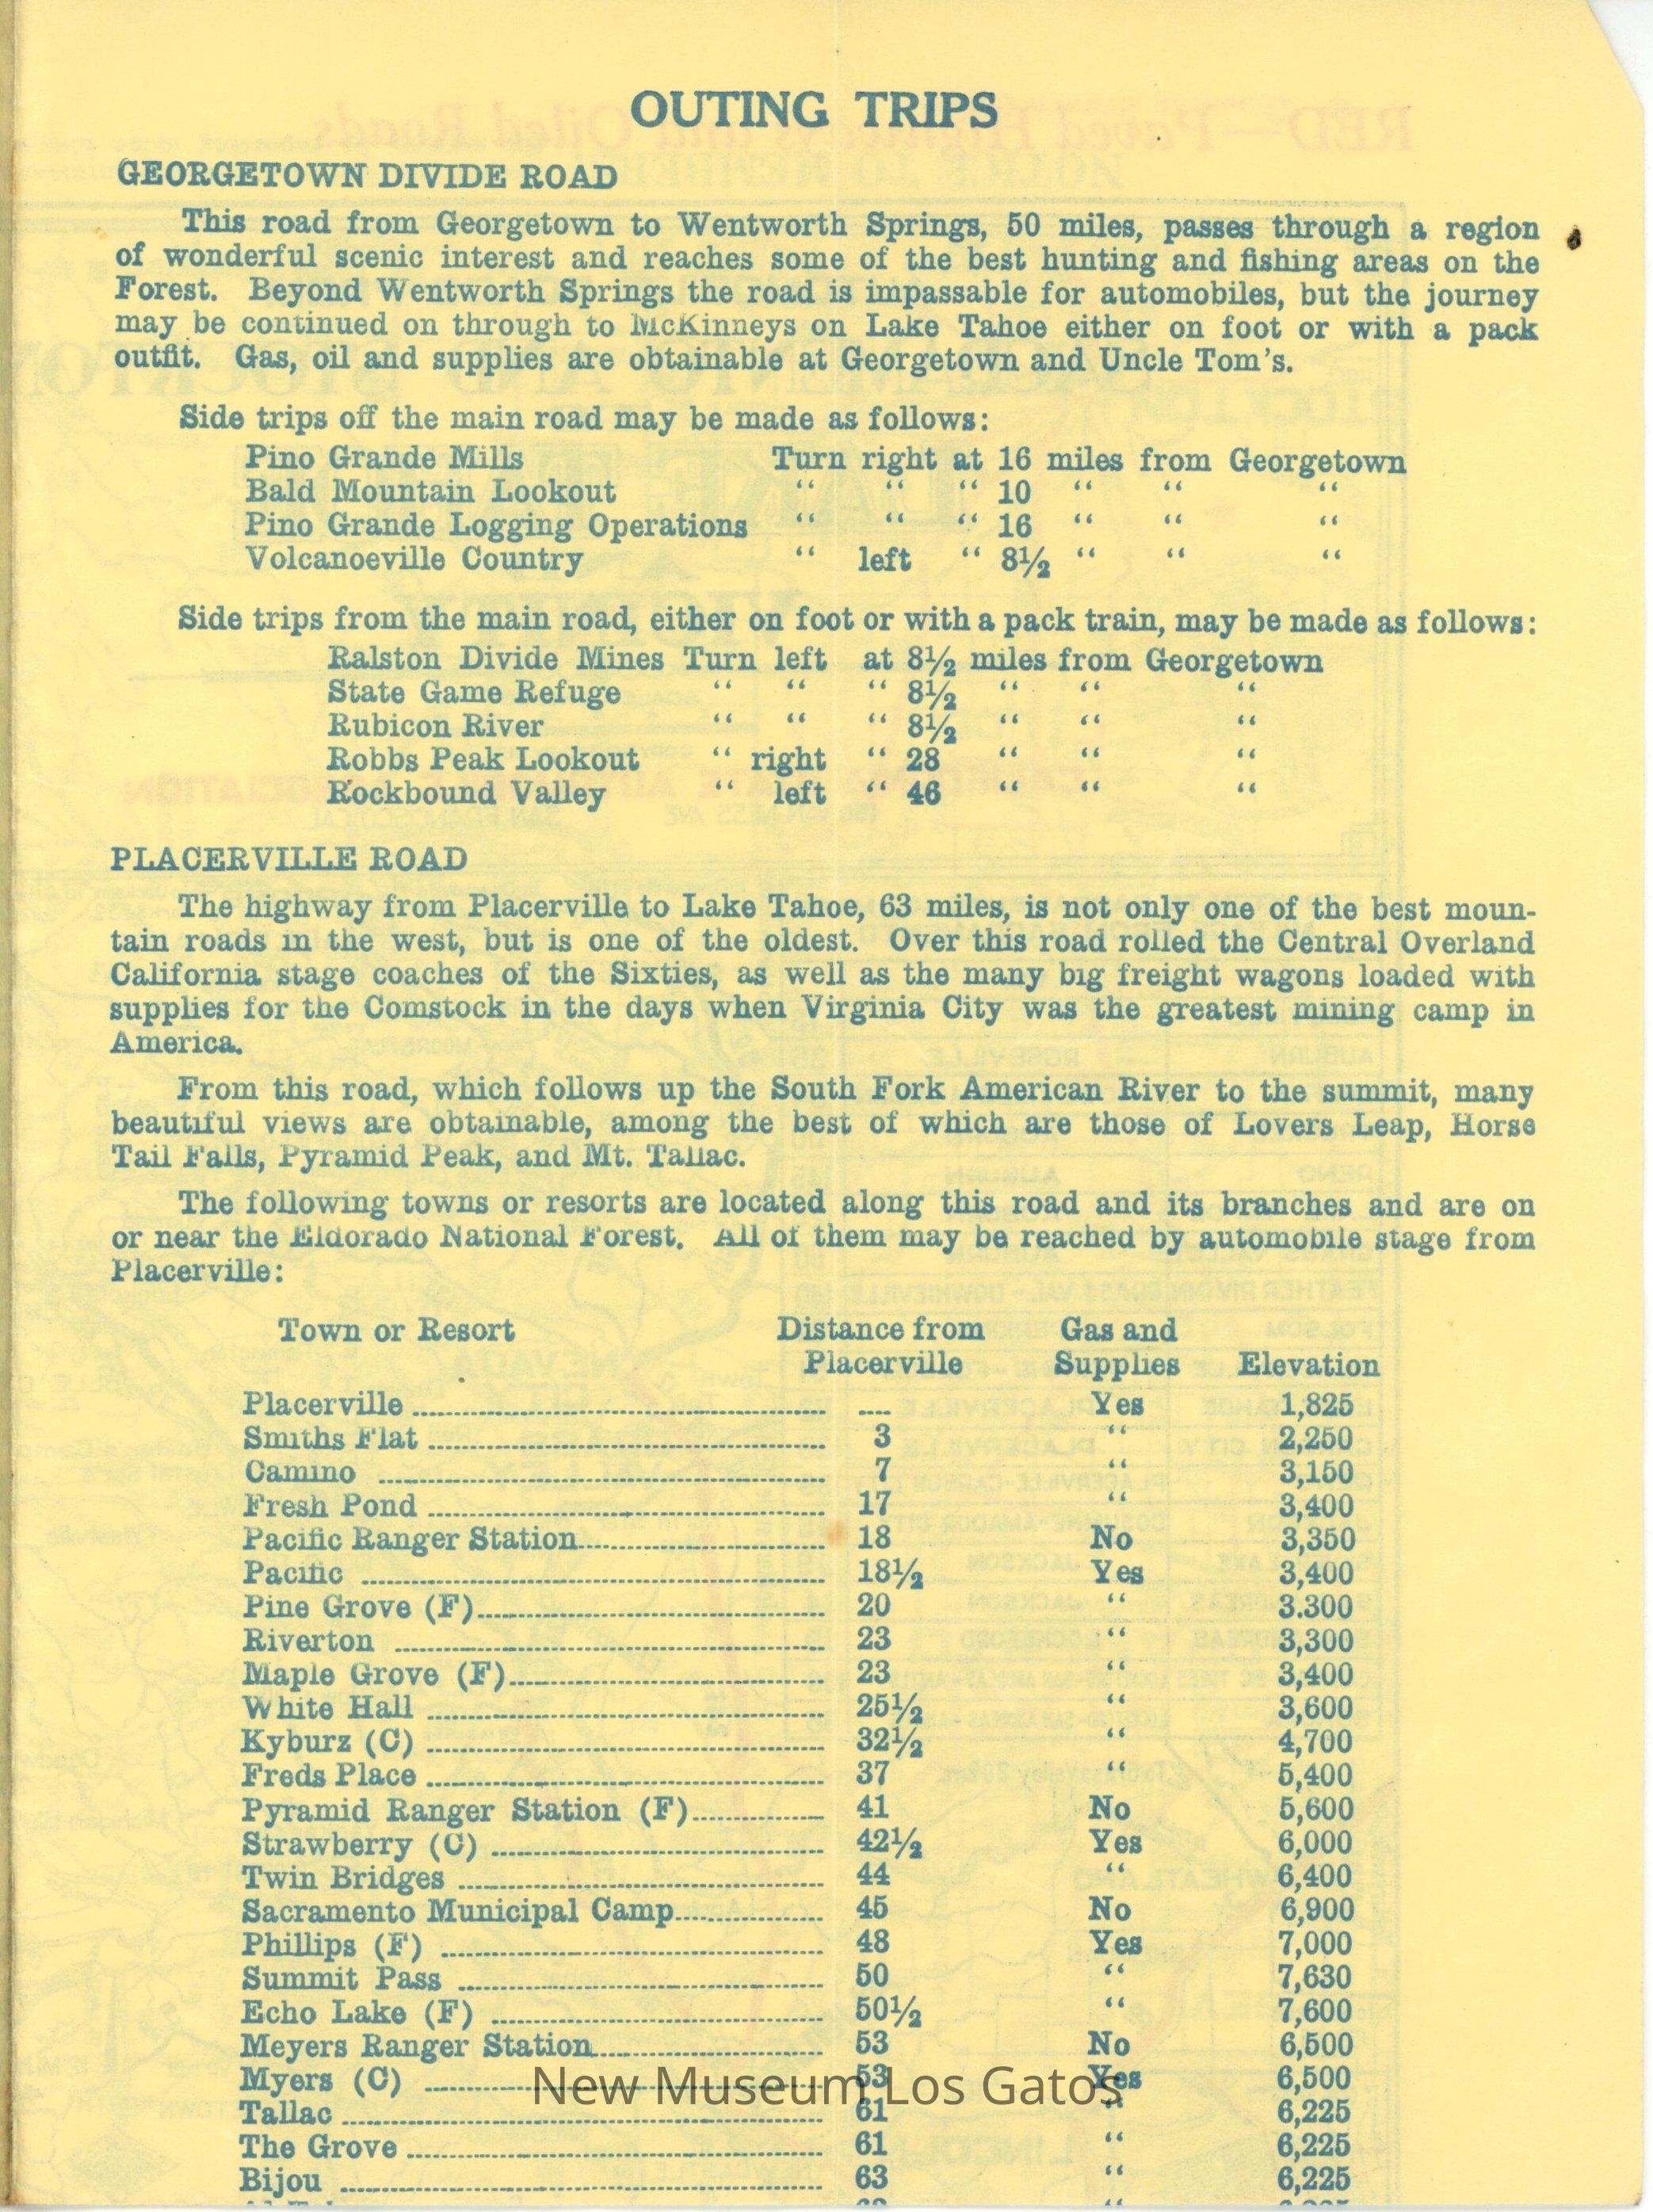 OUTING TRIPS
GEORGETOWN DIVIDE ROAD
This road from Georgetown to Wentworth Springs, 50 miles, passes through a region
of wonderful scenic interest and reaches some of the best hunting and fishing areas on the
Forest. Beyond Wentworth Springs the road is impassable for automobiles, but the journey
may be continued on through to McKinneys on Lake Tahoe either on foot or with a pack
outfit. Gas, oil and supplies are obtainable at Georgetown and Uncle Tom's.
Side trips off the main road may be made as follows:
Pino Grande Mills Turn right at 16 miles from Georgetown
Bald Mountain Lookout “ “ “ 10 “ “ “
Pino Grande Logging Operations “ “ “ 16 “ “ “
Volcanoeville Country “ left “ 8½ “ “ “
Side trips from the main road, either on foot or with a pack train, may be made as follows:
Ralston Divide Mines Turn left at 8½ miles from Georgetown
State Game Refuge “ “ “ 8½ “ “ “
Rubicon River “ “ “ 8½ “ “ “
Robbs Peak Lookout “ right “ 28 “ “ “
Rockbound Valley “ left “ 46 “ “ “
PLACERVILLE ROAD
The highway from Placerville to Lake Tahoe, 63 miles, is not only one of the best moun-
tain roads in the west, but is one of the oldest. Over this road rolled the Central Overland
California stage coaches of the Sixties, as well as the many big freight wagons loaded with
supplies for the Comstock in the days when Virginia City was the greatest mining camp in
America.
From this road, which follows up the South Fork American River to the summit, many
beautiful views are obtainable, among the best of which are those of Lovers Leap, Horse
Tail Falls, Pyramid Peak, and Mt. Tallac.
The following towns or resorts are located along this road and its branches and are on
or near the Eldorado National Forest. All of them may be reached by automobile stage from
Placerville:
Town or Resort Distance from Gas and
Placerville Supplies Elevation
Placerville .... Yes 1,825
Smiths Flat 3 “ 2,250
Camino 7 “ 3,150
Fresh Pond 17 “ 3,400
Pacific Ranger Station 18 No 3,350
Pacific 18½ Yes 3,400
Pine Grove (F) 20 “ 3.300
Riverton 23 “ 3,300
Maple Grove (F) 23 “ 3,400
White Hall 25½ “ 3,600
Kyburz (C) 32½ “ 4,700
Freds Place 37 “ 5,400
Pyramid Ranger Station (F) 41 No 5,600
Strawberry (C) 42½ Yes 6,000
Twin Bridges 44 “ 6,400
Sacramento Municipal Camp 45 No 6,900
Phillips (F) 48 Yes 7,000
Summit Pass 50 “ 7,630
Echo Lake (F) 50½ “ 7,600
Meyers Ranger Station 53 No 6,500
Myers (C) 53 Yes 6,500
New Museum Los Gatos
Tallac 61 “ 6,225
The Grove 61 “ 6,225
Bijou 63 “ 6,225